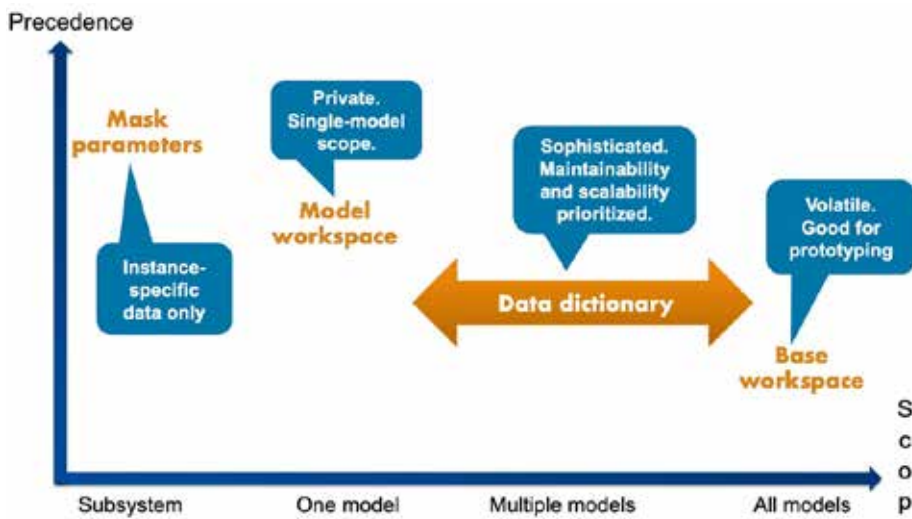 Precedence
Mask
parameters
Instance-
specific
data only
Private.
Single-model
scope.
Model
workspace
Sophisticated.
Maintainability
and scalability
prioritized.
Data dictionary
Volatile.
Good for
prototyping
Base
workspace
S
c
o
p
Subsystem
One model
Multiple models
All models